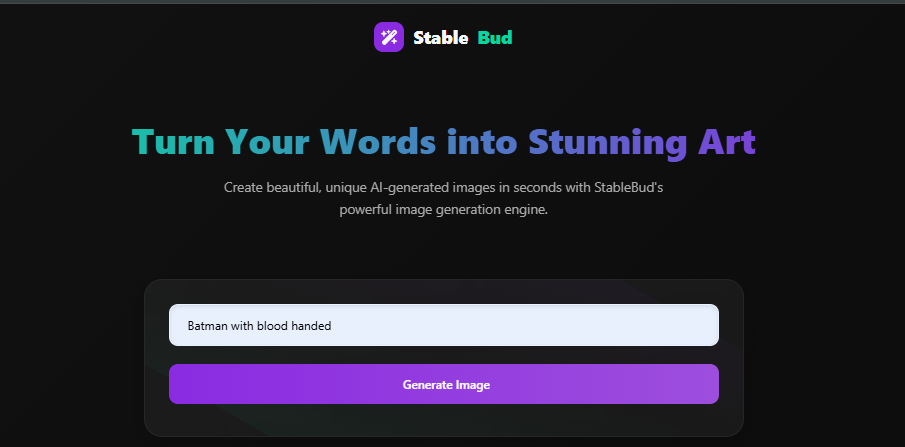 Stable Bud
Turn Your Words into Stunning Art
Create beautiful, unique AI-generated images in seconds with StableBud's
powerful image generation engine.
Batman with blood handed
Generate Image